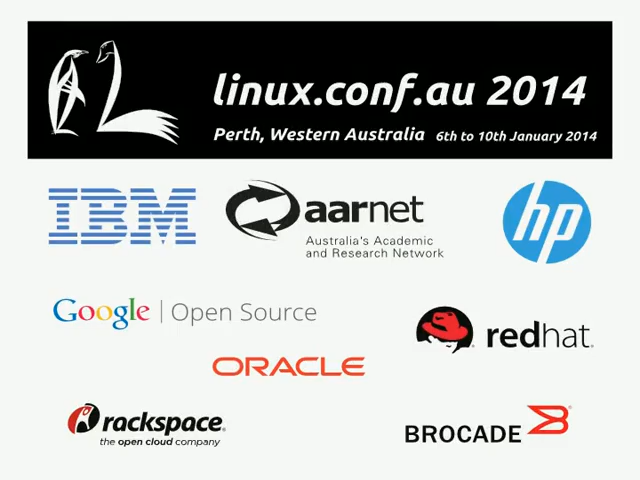 linux.conf.au 2014
Perth, Western Australia 6th to 10th January 2014
IBM
aarnet
Australia's Academic
and Research Network
hp
Google | Open Source
redhat.
ORACLE
rackspace®
the open cloud company
BROCADE